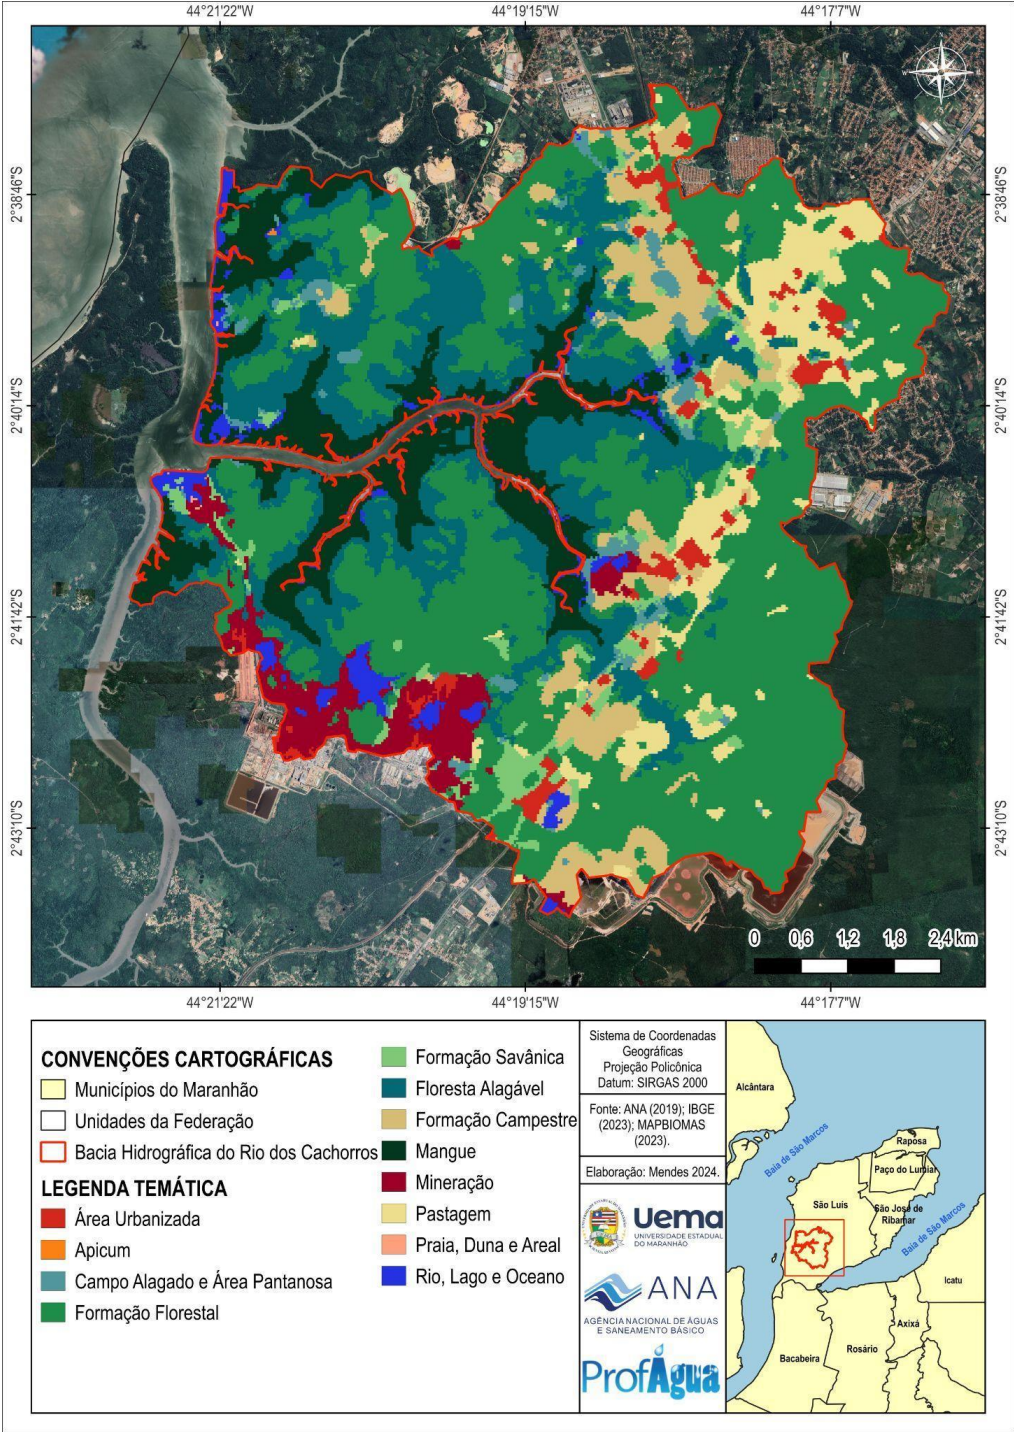 44°21'22"W
44°19'15"W
44°17'7"W
2°38'46"S
2°38'46"S
2°40'14"S
2°40'14"S
2°41'42"S
2°41'42"S
2°43'10"S
2°43'10"S
0 0,6 1,2 1,8 2,4 km
44°21'22"W
44°19'15"W
44°17'7"W
CONVENÇÕES CARTOGRÁFICAS
Municípios do Maranhão
Unidades da Federação
Bacia Hidrográfica do Rio dos Cachorros
LEGENDA TEMÁTICA
Área Urbanizada
Apicum
Campo Alagado e Área Pantanosa
Formação Florestal
Formação Savânica
Floresta Alagável
Formação Campestre
Mangue
Mineração
Pastagem
Praia, Duna e Areal
Rio, Lago e Oceano
Sistema de Coordenadas
Geográficas
Projeção Policônica
Datum: SIRGAS 2000
Fonte: ANA (2019); IBGE
(2023); MAPBIOMAS
(2023).
Elaboração: Mendes 2024.
Uema
UNIVERSIDADE ESTADUAL
DO MARANHÃO
ANA
AGÊNCIA NACIONAL DE ÁGUAS
E SANEAMENTO BÁSICO
ProfÁgua
Alcântara
Baia de São Marcos
Raposa
Paço do Lumiar
São Luís
São José de
Ribamar
Baia de São Marcos
Icatu
Axixá
Rosário
Bacabeira